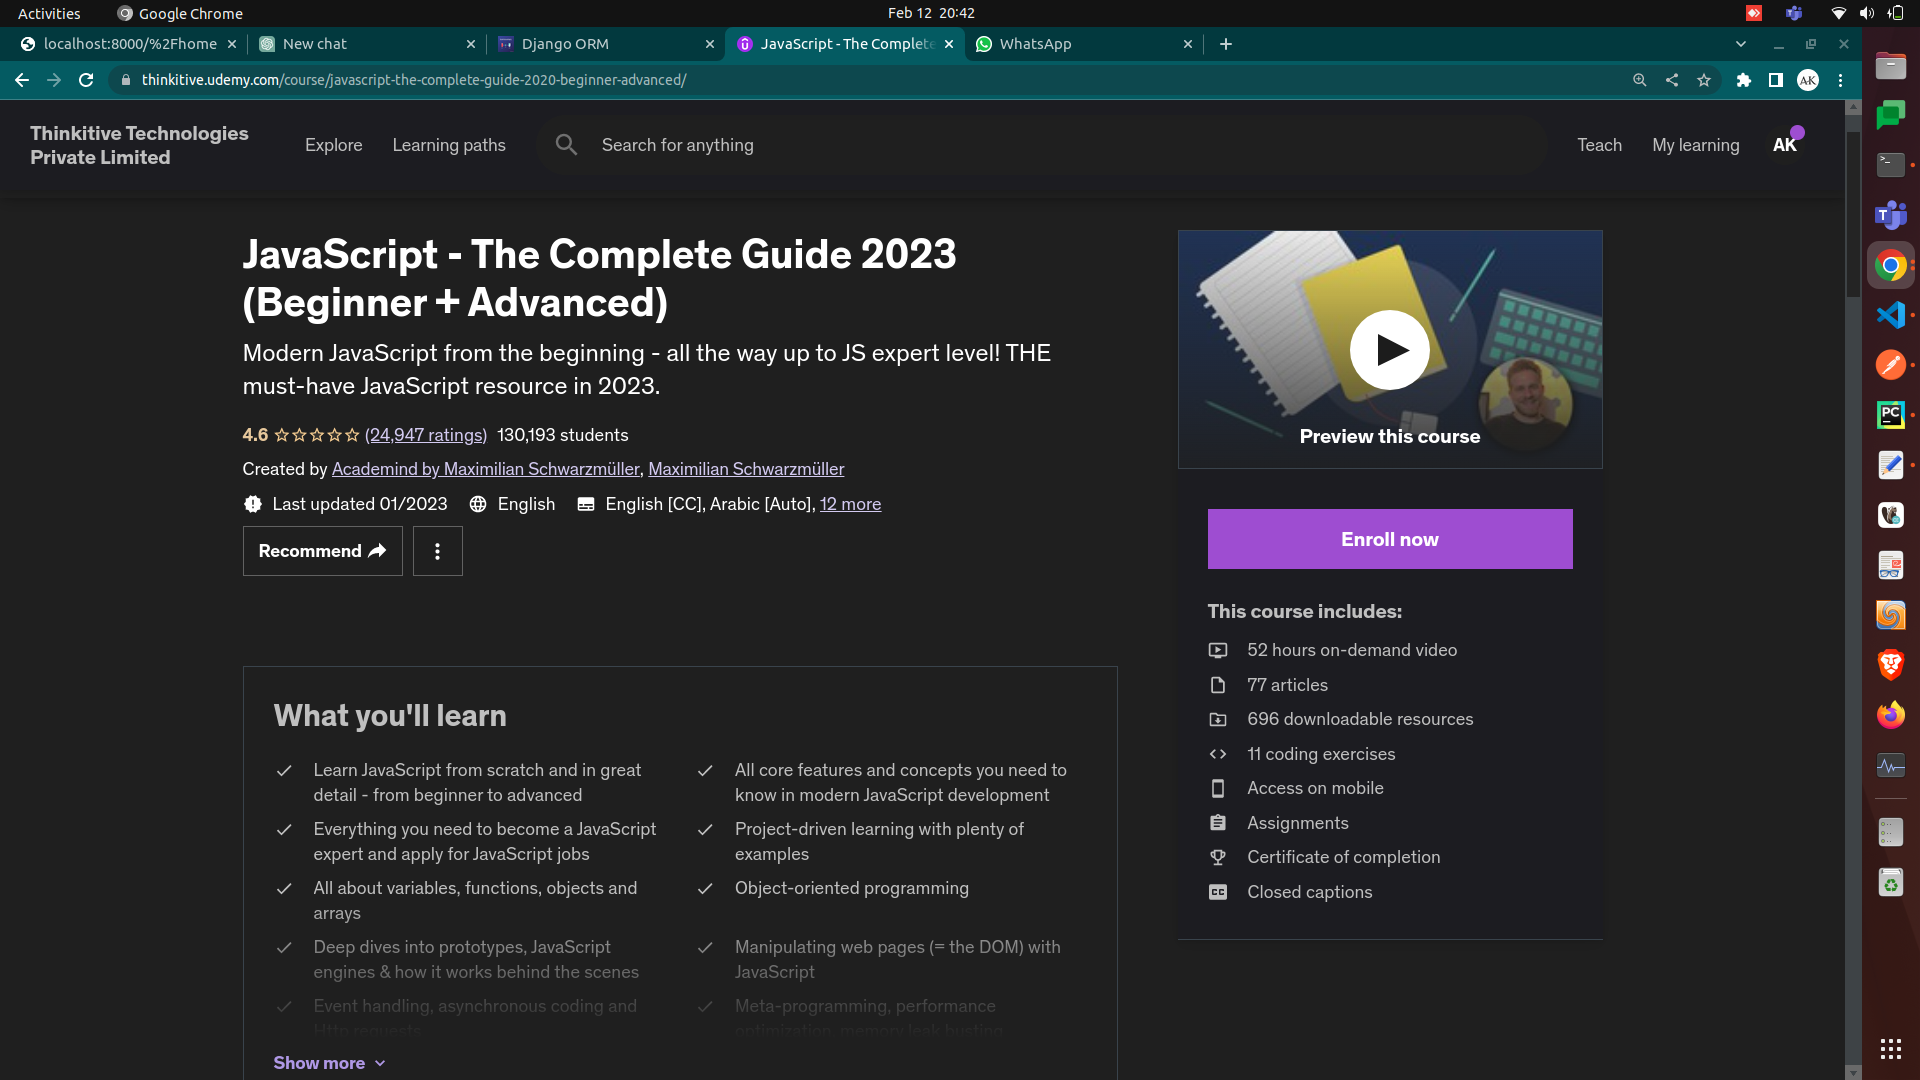 Activities
Google Chrome
Feb 12 20:42
localhost:8000/%2Fhome
New chat
Django ORM
JavaScript - The Complete
WhatsApp
thinkitive.udemy.com/course/javascript-the-complete-guide-2020-beginner-advanced/
AK
Thinkitive Technologies
Private Limited
Explore
Learning paths
Search for anything
Teach
My learning
AK
JavaScript - The Complete Guide 2023
(Beginner + Advanced)
Modern JavaScript from the beginning - all the way up to JS expert level! THE
must-have JavaScript resource in 2023.
4.6 (24,947 ratings) 130,193 students
Created by Academind by Maximilian Schwarzmüller, Maximilian Schwarzmüller
Last updated 01/2023 English English [CC], Arabic [Auto], 12 more
Recommend
Preview this course
Enroll now
This course includes:
52 hours on-demand video
77 articles
696 downloadable resources
11 coding exercises
Access on mobile
Assignments
Certificate of completion
CC Closed captions
What you'll learn
Learn JavaScript from scratch and in great
detail - from beginner to advanced
All core features and concepts you need to
know in modern JavaScript development
Everything you need to become a JavaScript
expert and apply for JavaScript jobs
Project-driven learning with plenty of
examples
All about variables, functions, objects and
arrays
Object-oriented programming
Deep dives into prototypes, JavaScript
engines & how it works behind the scenes
Manipulating web pages (= the DOM) with
JavaScript
Event handling, asynchronous coding and
Http requests
Meta-programming, performance
optimization, memory leak busting
Show more
T
PC